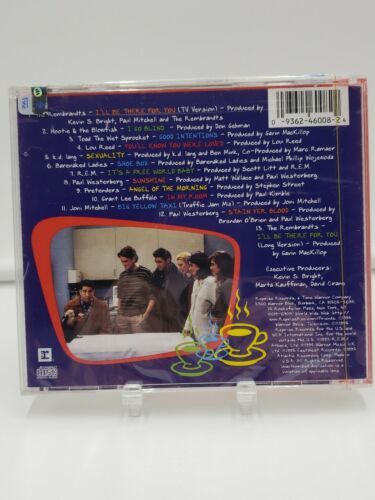 The Rembrandts - I'LL BE THERE FOR YOU (TV Version) - Produced by
Kevin S. Bright, Paul Mitchell and The Rembrandts
2. Hootie & the Blowfish - I GO BLIND - Produced by Don Gehman
3. Toad The Wet Sprocket - GOOD INTENTIONS - Produced by Gavin MacKillop
4. Lou Reed - YOU'LL KNOW YOU WERE LOVED - Produced by Lou Reed
5. k.d. lang - SEXUALITY - Produced by k.d. lang and Ben Mink, Co-Produced by Marc Ramaer
6. Barenaked Ladies - SHOE BOX - Produced by Barenaked Ladies and Michael Phillip Wojewoda
7. R.E.M. - IT'S A FREE WORLD BABY - Produced by Scott Litt and R.E.M.
8. Paul Westerberg - SUNSHINE - Produced by Matt Wallace and Paul Westerberg
9. Pretenders - ANGEL OF THE MORNING - Produced by Stephen Street
10. Grant Lee Buffalo - IN MY ROOM - Produced by Paul Kimble
11. Joni Mitchell - BIG YELLOW TAXI (Traffic Jam Mix) - Produced by Joni Mitchell
12. Paul Westerberg - STAIN YER BLOOD - Produced by
Brendan O'Brien and Paul Westerberg
13. The Rembrandts -
I'LL BE THERE FOR YOU
(Long Version) - Produced
by Gavin MacKillop
0 -9362-46008-2 4
Executive Producers:
Kevin S. Bright,
Marta Kauffman, David Crane
Reprise Records, a Time Warner Company